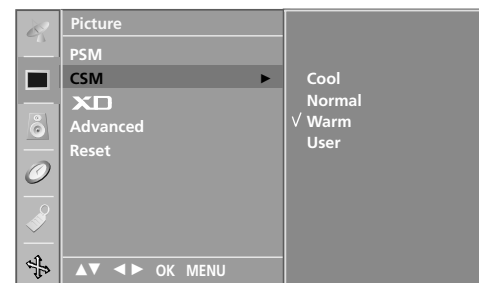 Picture
PSM
CSM ►
XD
Advanced
Reset
Cool
Normal
√ Warm
User
▲▼ ◄► OK MENU